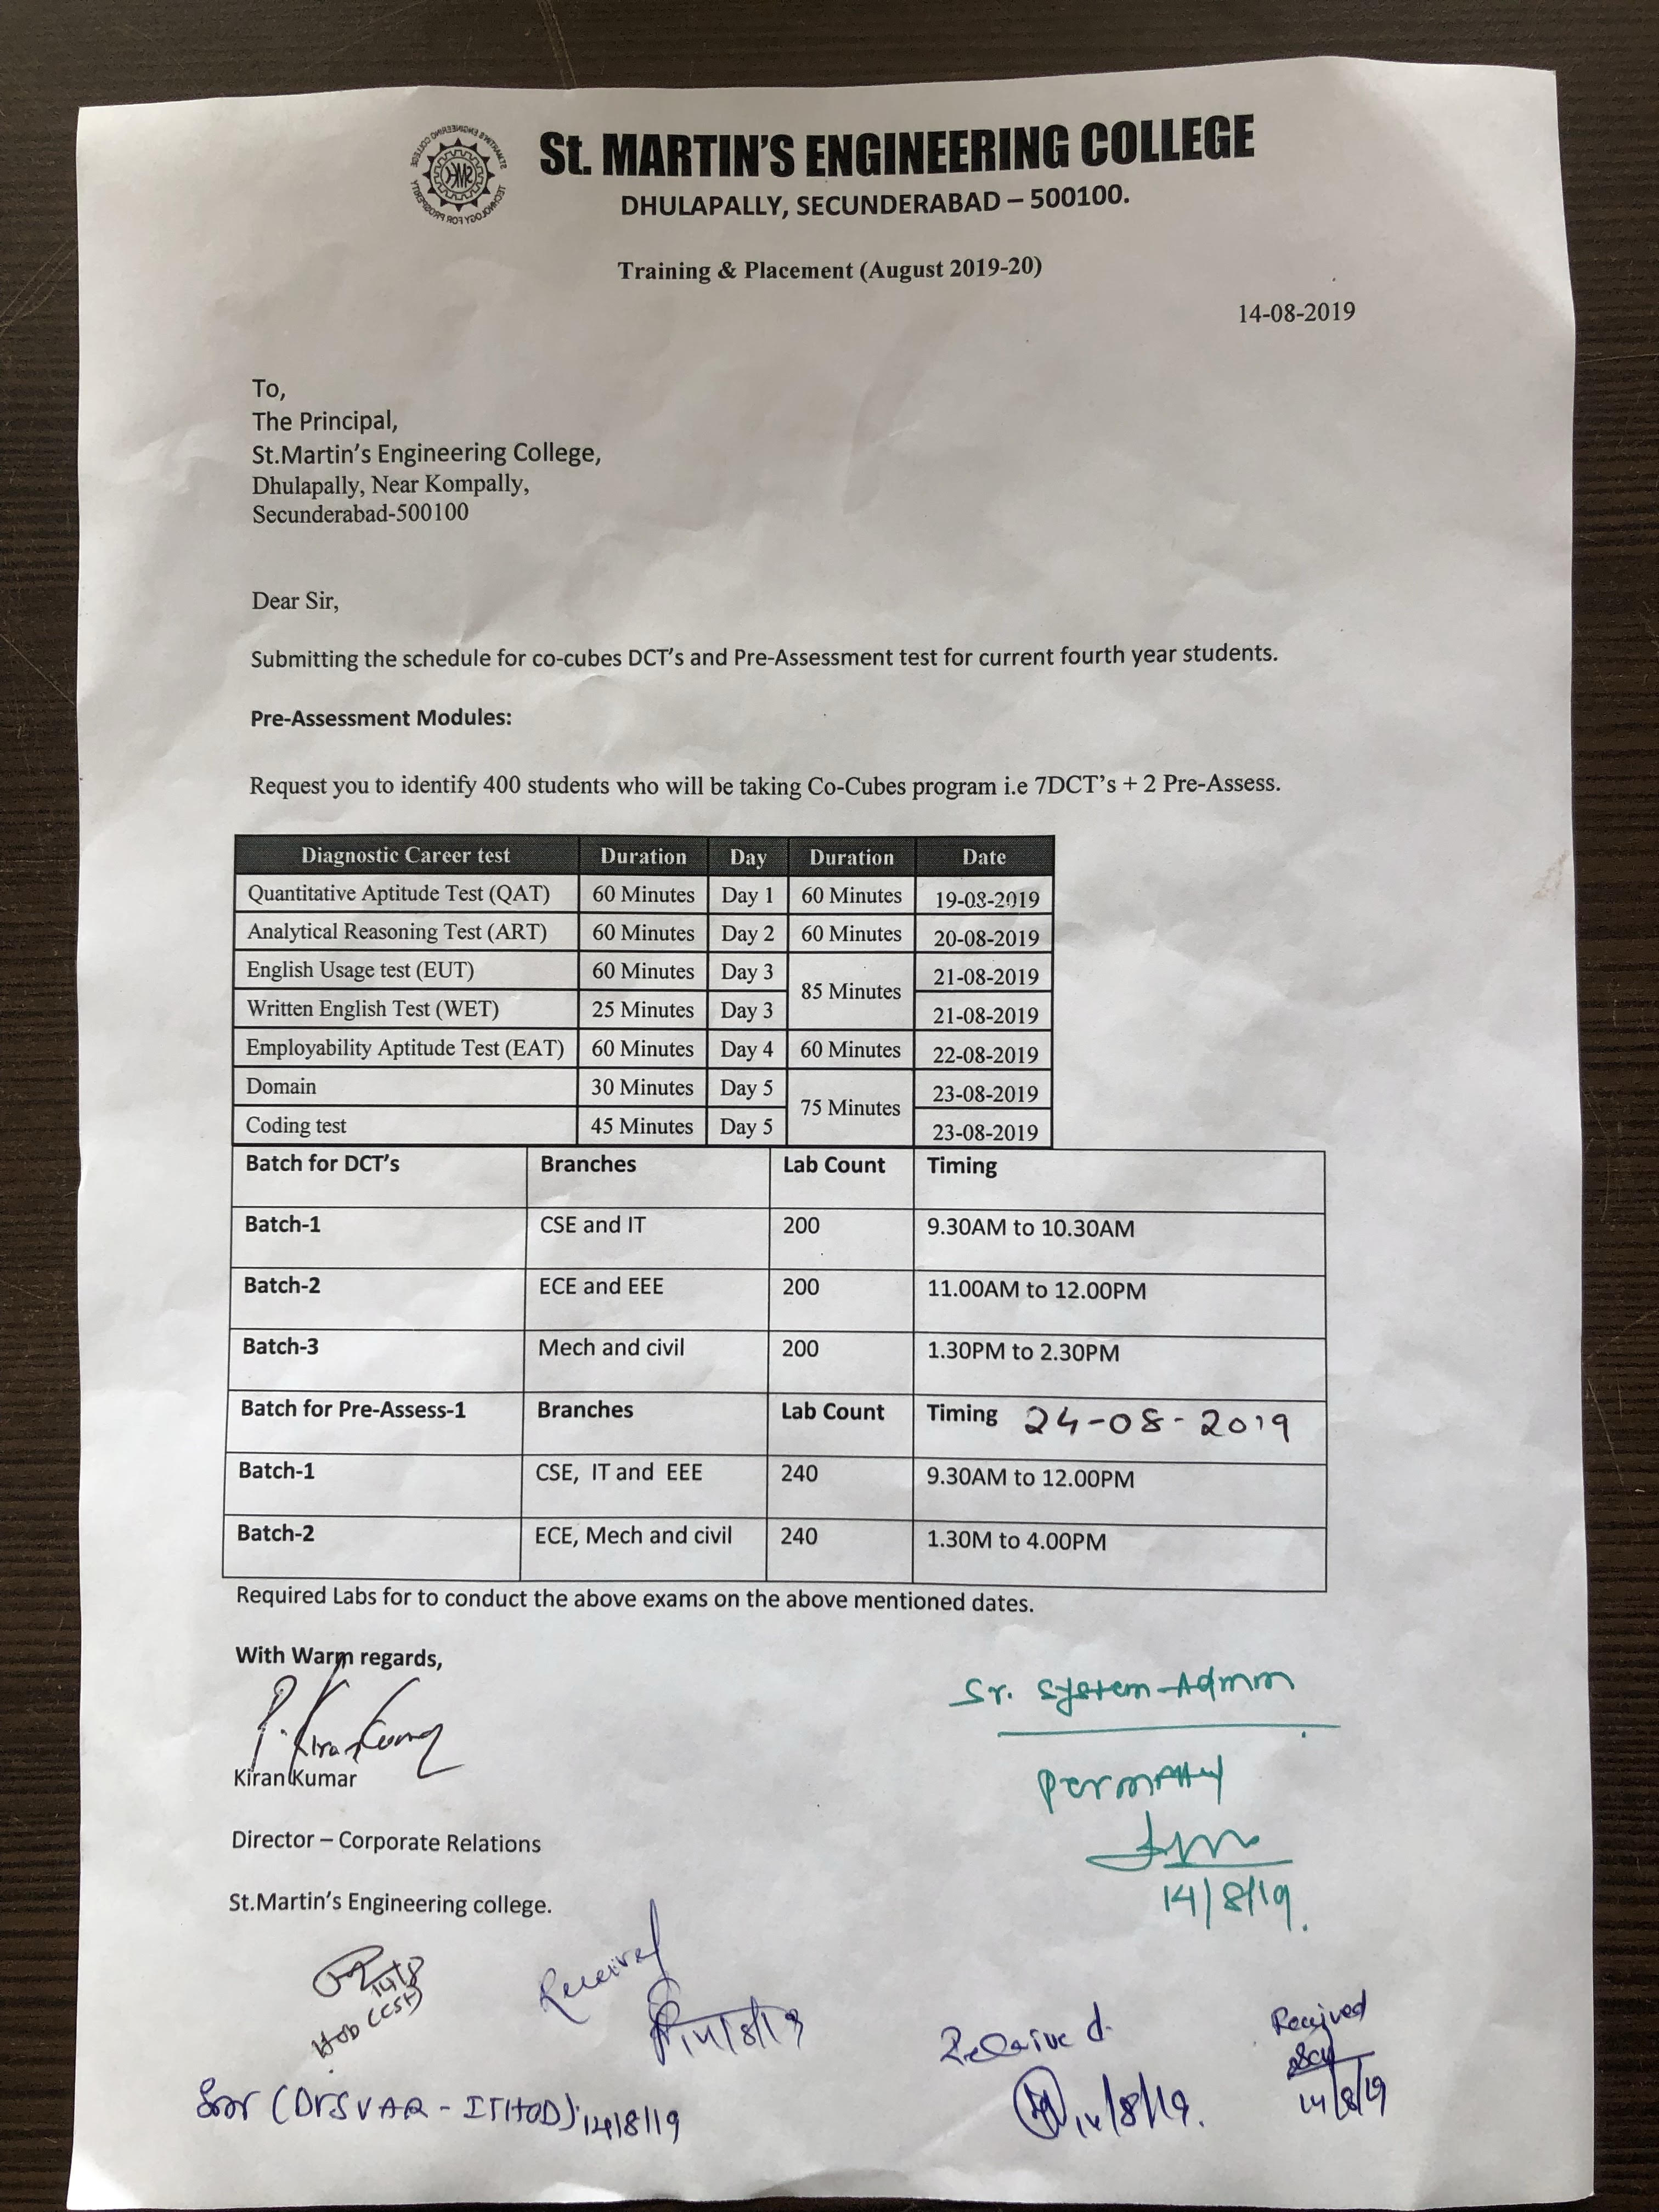 St. MARTIN'S ENGINEERING COLLEGE
DHULAPALLY, SECUNDERABAD – 500100.
Training & Placement (August 2019-20)
14-08-2019
To,
The Principal,
St.Martin's Engineering College,
Dhulapally, Near Kompally,
Secunderabad-500100
Dear Sir,
Submitting the schedule for co-cubes DCT's and Pre-Assessment test for current fourth year students.
Pre-Assessment Modules:
Request you to identify 400 students who will be taking Co-Cubes program i.e 7DCT's + 2 Pre-Assess.
Diagnostic Career test Duration Day Duration Date
Quantitative Aptitude Test (QAT) 60 Minutes Day 1 60 Minutes 19-08-2019
Analytical Reasoning Test (ART) 60 Minutes Day 2 60 Minutes 20-08-2019
English Usage test (EUT) 60 Minutes Day 3 85 Minutes 21-08-2019
Written English Test (WET) 25 Minutes Day 3 21-08-2019
Employability Aptitude Test (EAT) 60 Minutes Day 4 60 Minutes 22-08-2019
Domain 30 Minutes Day 5 75 Minutes 23-08-2019
Coding test 45 Minutes Day 5 23-08-2019
Batch for DCT's Branches Lab Count Timing
Batch-1 CSE and IT 200 9.30AM to 10.30AM
Batch-2 ECE and EEE 200 11.00AM to 12.00PM
Batch-3 Mech and civil 200 1.30PM to 2.30PM
Batch for Pre-Assess-1 Branches Lab Count Timing 24-08-2019
Batch-1 CSE, IT and EEE 240 9.30AM to 12.00PM
Batch-2 ECE, Mech and civil 240 1.30M to 4.00PM
Required Labs for to conduct the above exams on the above mentioned dates.
With Warm regards,
P. Kiran Kumar
Kiran Kumar
Sr. System-Admin
Director – Corporate Relations
14/8/19.
St.Martin's Engineering college.
14/8
HOD (CSE)
Received
14/8/19
Received
14/8/19.
Received
14/8/19
(DrSVAR - ITHOD) 14/8/19